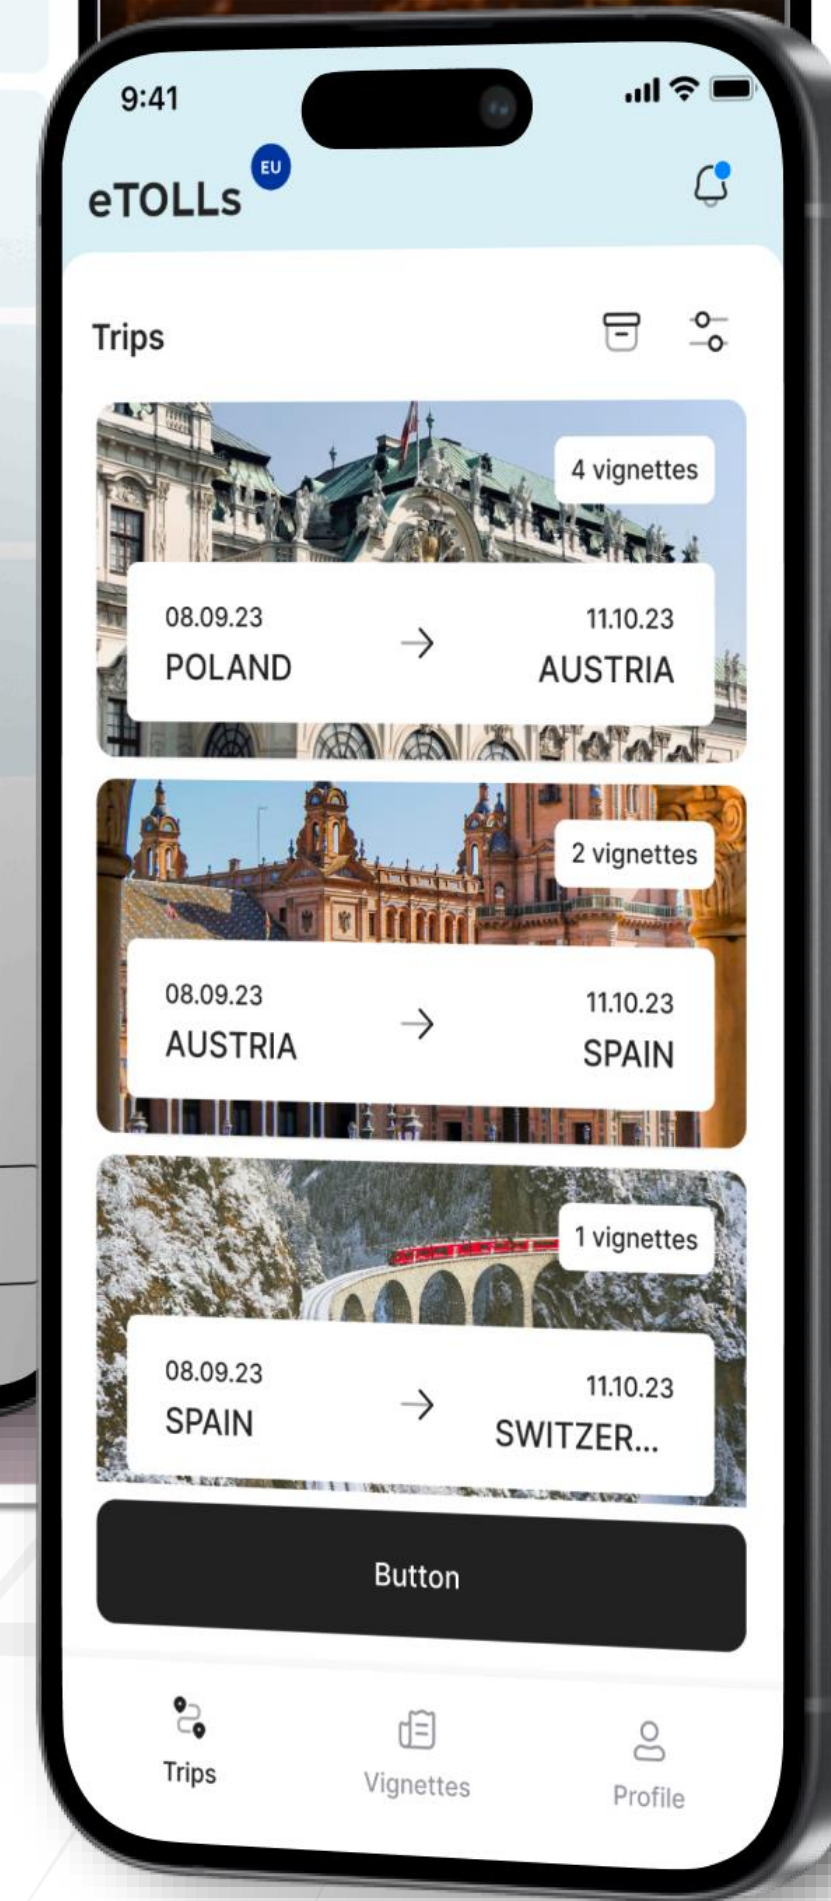 9:41
eTOLLs EU
Trips
4 vignettes
08.09.23 11.10.23
POLAND AUSTRIA
2 vignettes
08.09.23 11.10.23
AUSTRIA SPAIN
1 vignettes
08.09.23 11.10.23
SPAIN SWITZER...
Button
Trips Vignettes Profile